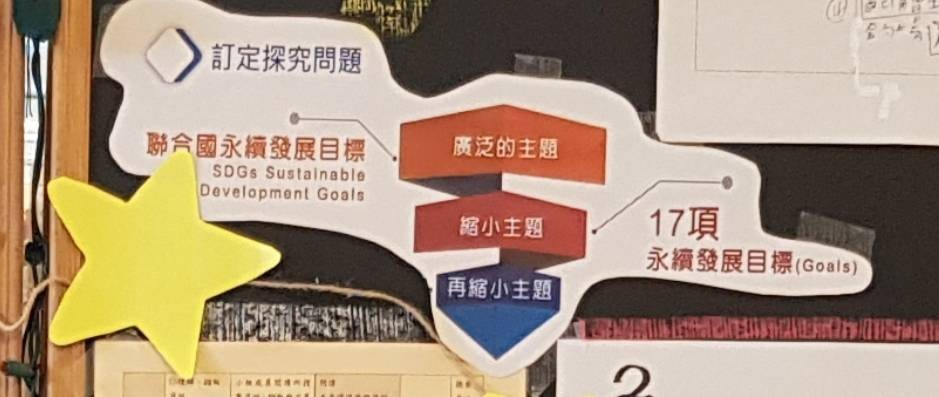 訂定探究問題
聯合國永續發展目標
SDGs Sustainable
Development Goals
廣泛的主題
縮小主題
再縮小主題
17項
永續發展目標(Goals)
2